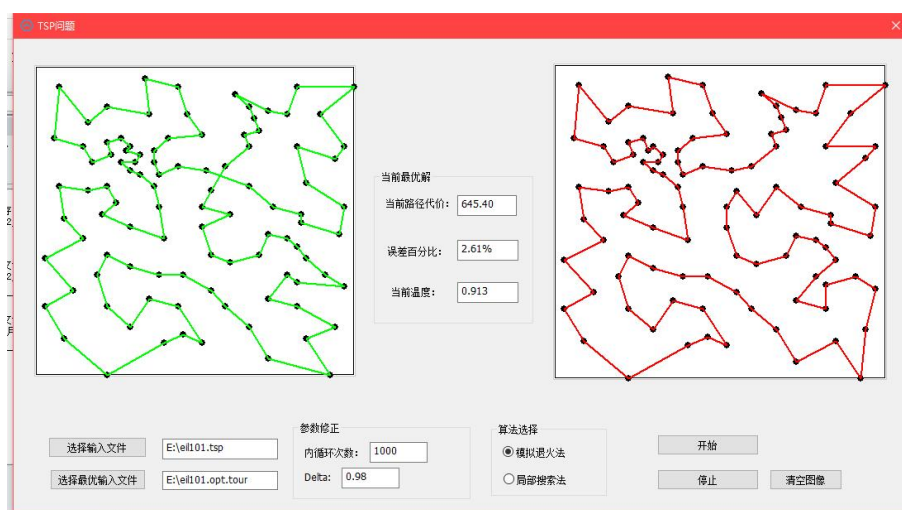 TSP问题
当前最优解
当前路径代价: 645.40
误差百分比: 2.61%
当前温度: 0.913
参数修正
内循环次数: 1000
Delta: 0.98
算法选择
模拟退火法
局部搜索法
选择输入文件 E:\eil101.tsp
选择最优输入文件 E:\eil101.opt.tour
开始
停止 清空图像